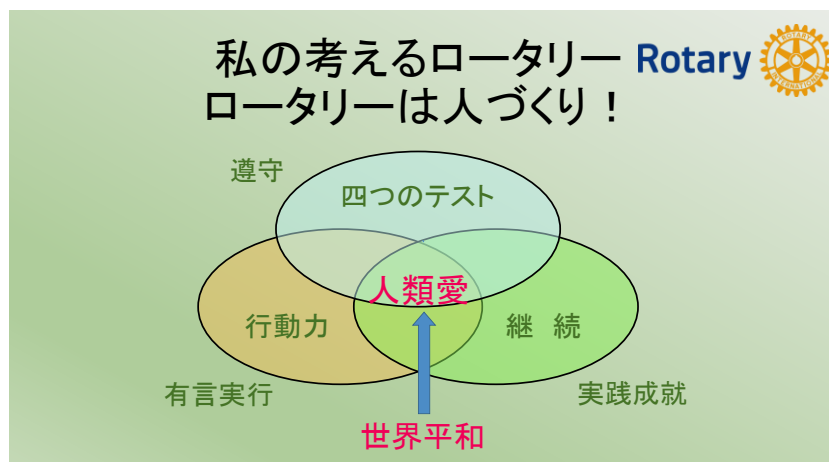 私の考えるロータリー
Rotary
ROTARY
INTERNATIONAL
ロータリーは人づくり！
遵守
四つのテスト
人類愛
行動力
継 続
有言実行
実践成就
世界平和